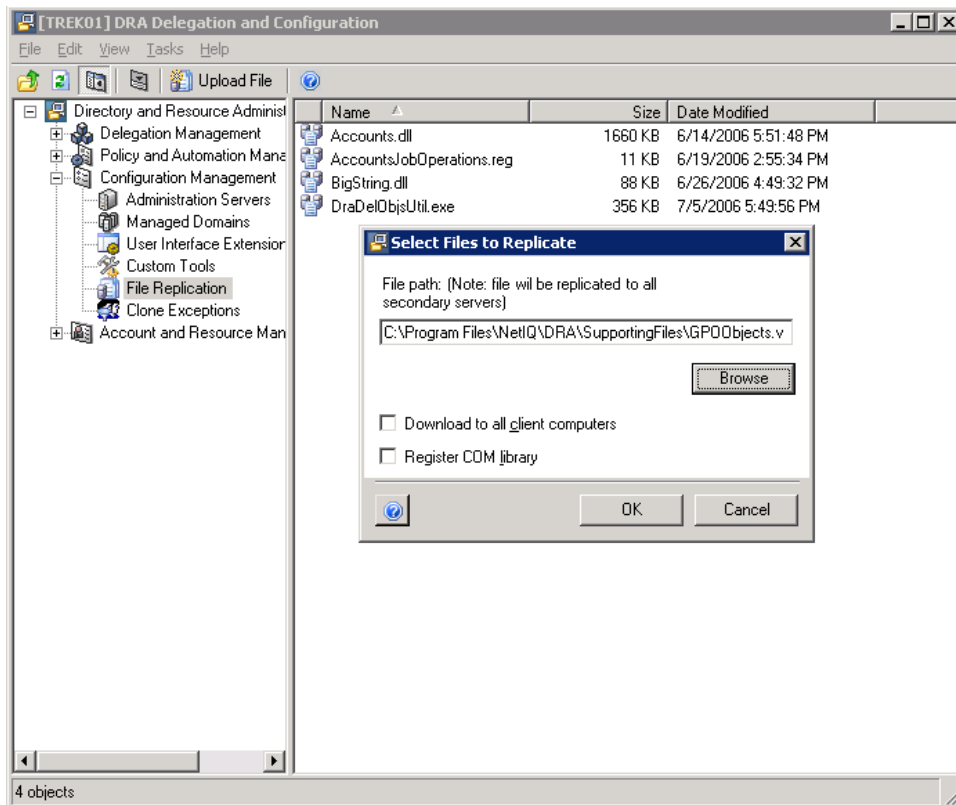 [TREK01] DRA Delegation and Configuration
File Edit View Tasks Help
Upload File
Directory and Resource Administ
Delegation Management
Policy and Automation Mana
Configuration Management
Administration Servers
Managed Domains
User Interface Extension
Custom Tools
File Replication
Clone Exceptions
Account and Resource Man
Name Size Date Modified
Accounts.dll 1660 KB 6/14/2006 5:51:48 PM
AccountsJobOperations.reg 11 KB 6/19/2006 2:55:34 PM
BigString.dll 88 KB 6/26/2006 4:49:32 PM
DraDelObjsUtil.exe 356 KB 7/5/2006 5:49:56 PM
Select Files to Replicate
File path: (Note: file wil be replicated to all
secondary servers)
C:\Program Files\NetIQ\DRA\SupportingFiles\GPOObjects.v
Browse
Download to all client computers
Register COM library
OK Cancel
4 objects